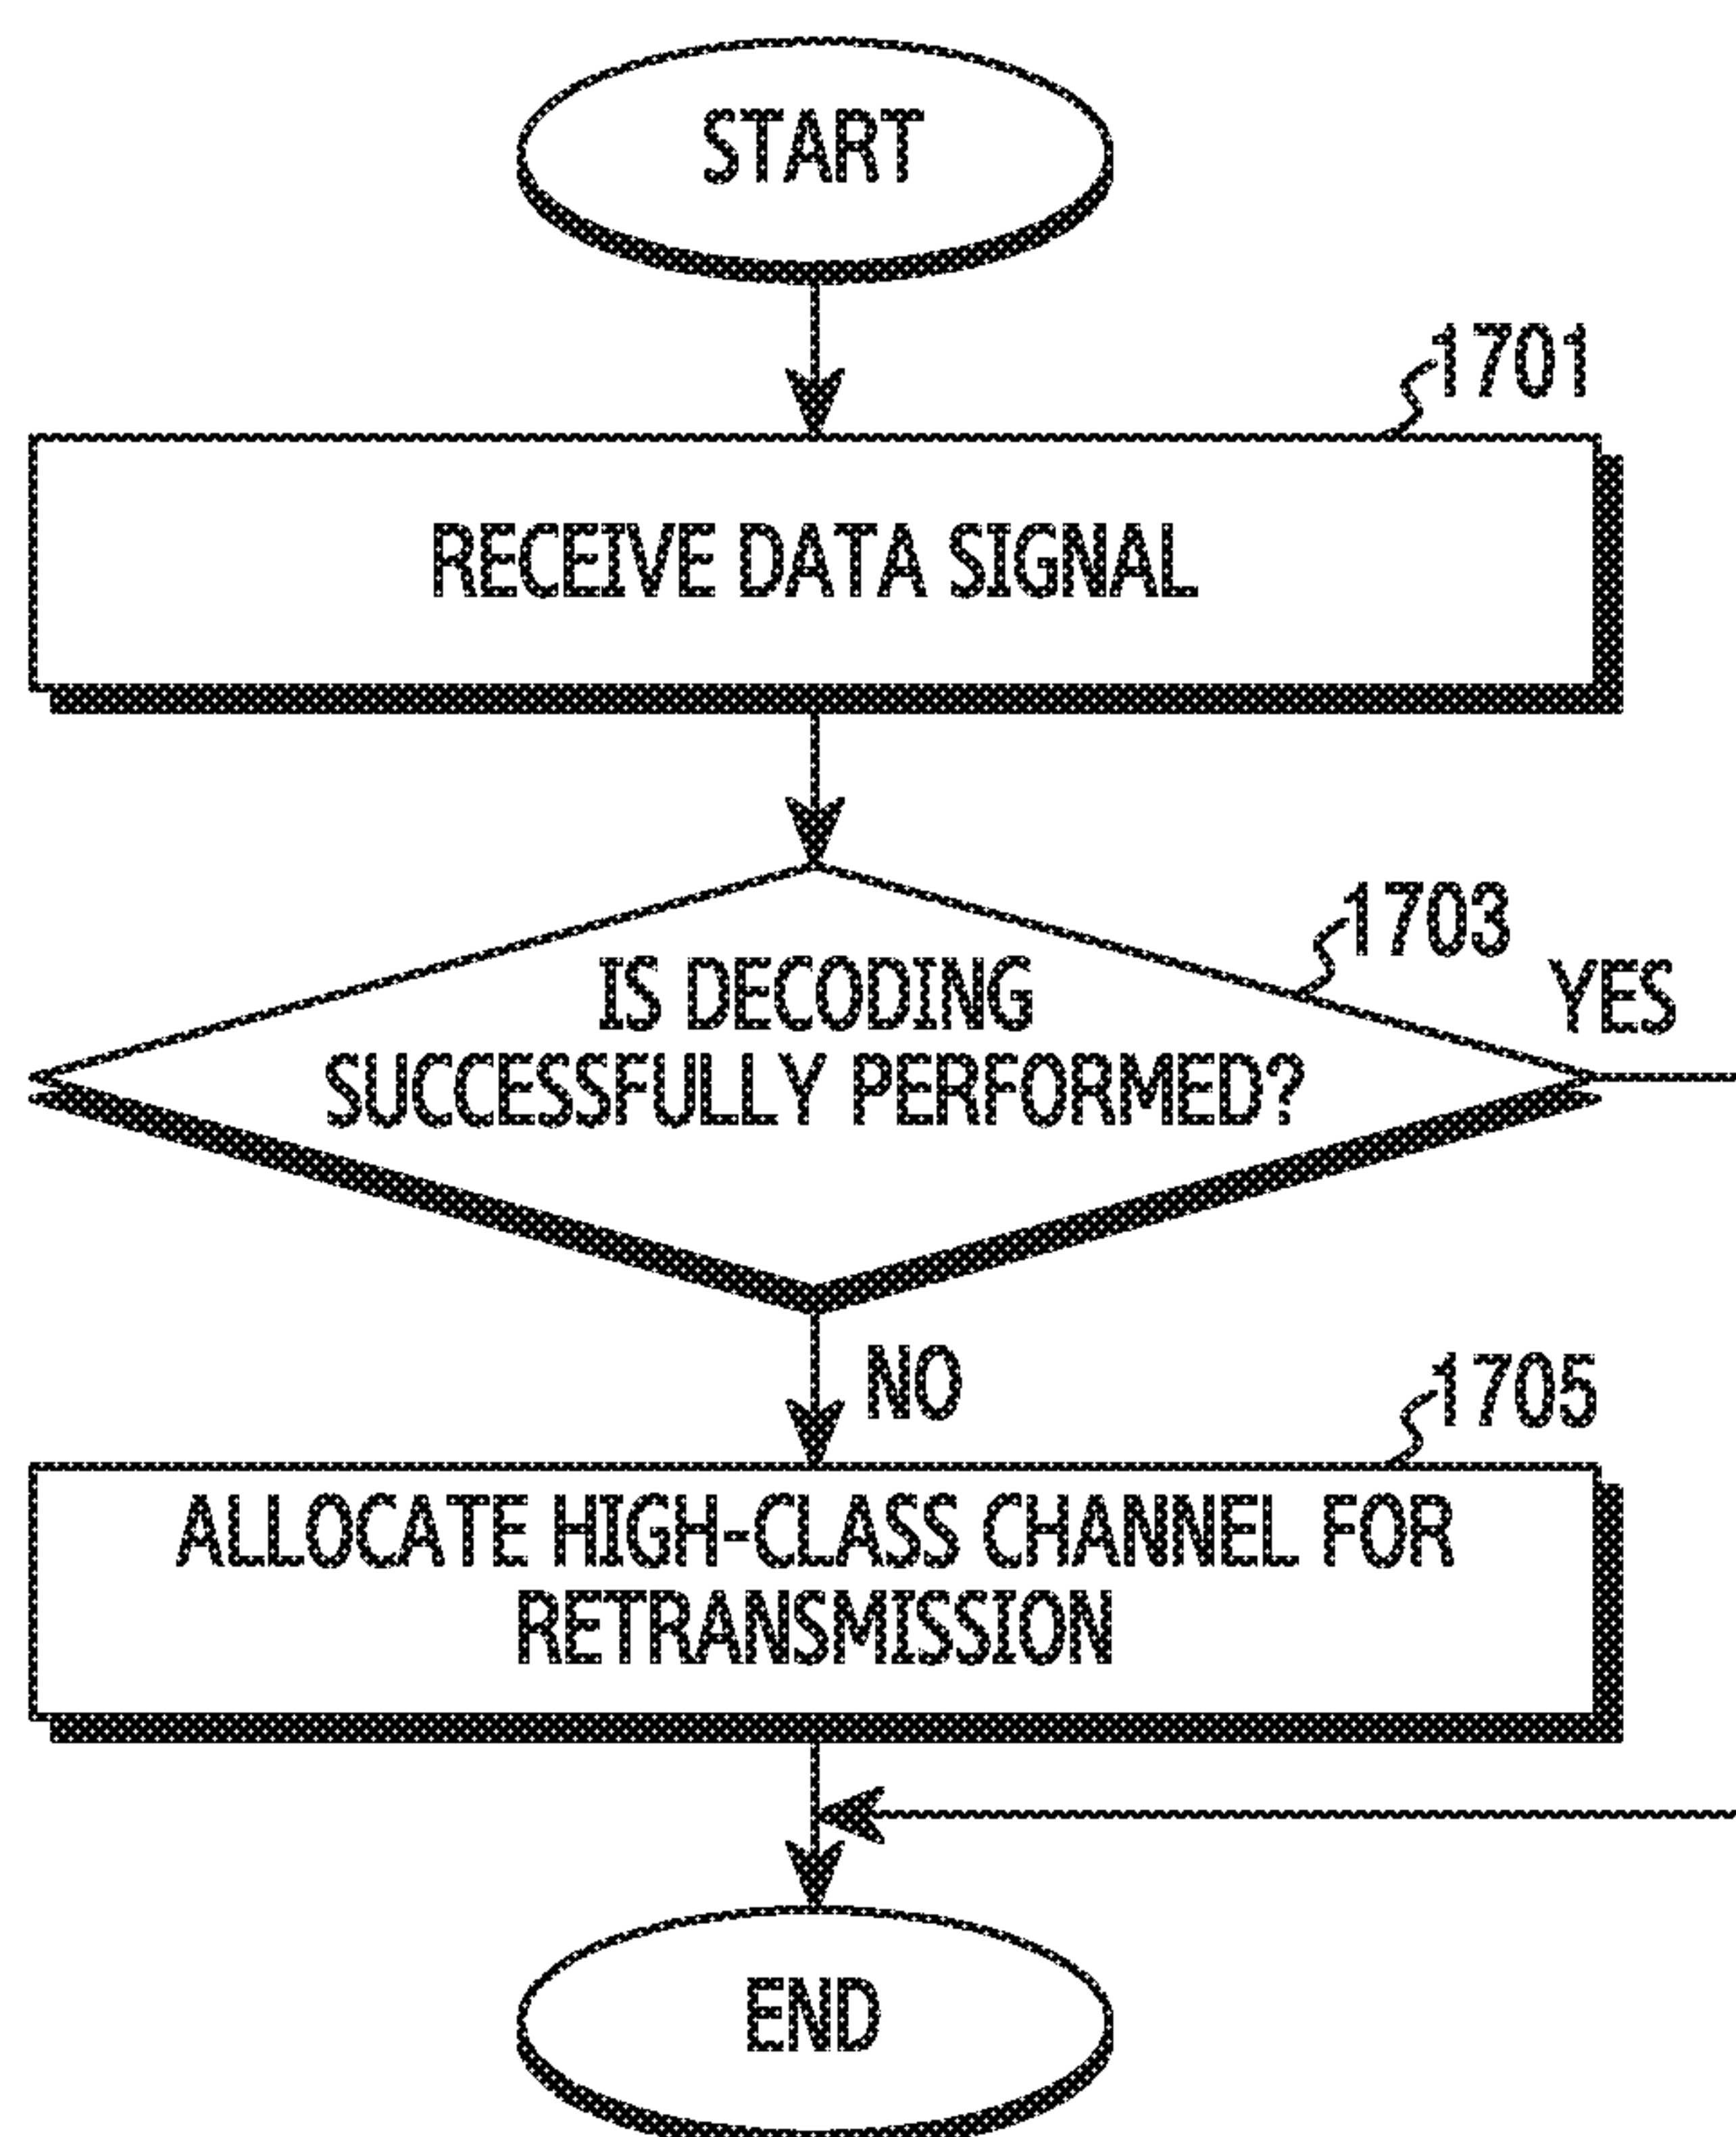 START
1701
RECEIVE DATA SIGNAL
1703
IS DECODING
SUCCESSFULLY PERFORMED?
YES
NO
1705
ALLOCATE HIGH-CLASS CHANNEL FOR
RETRANSMISSION
END